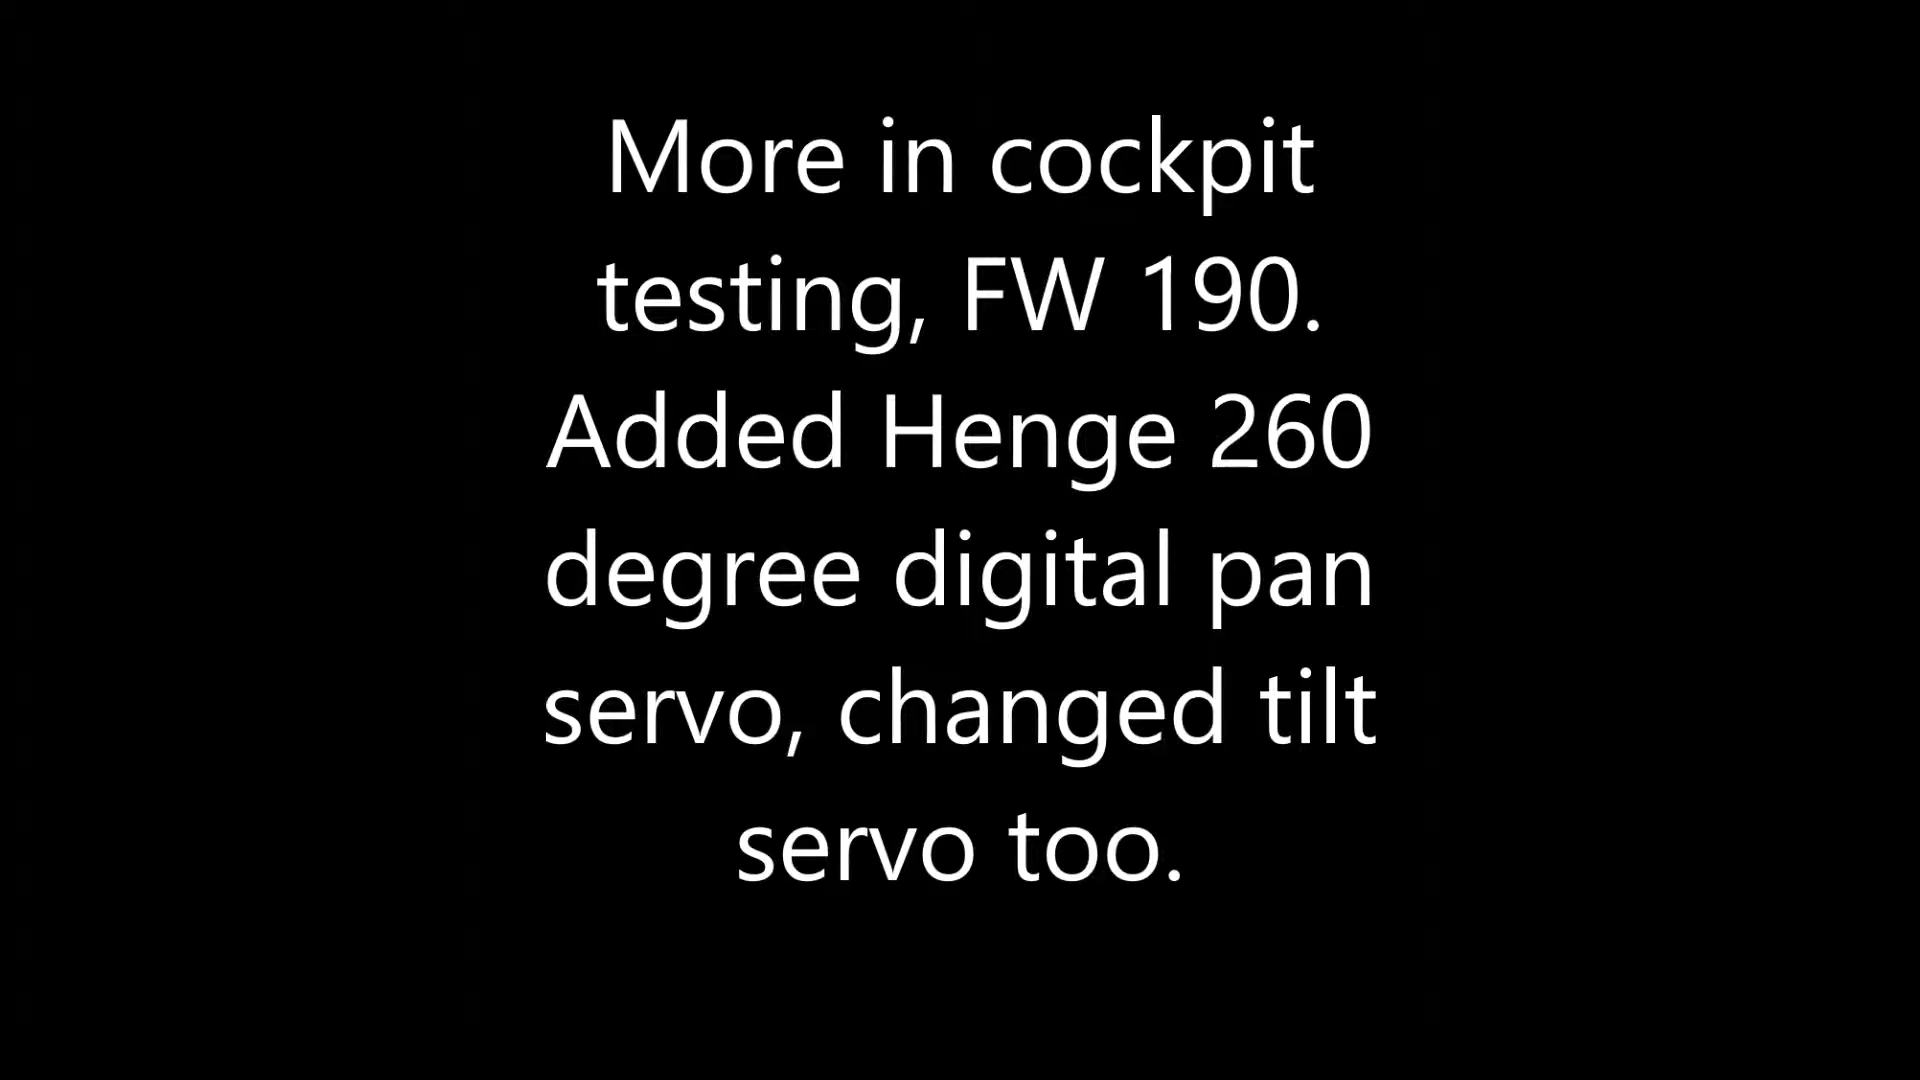 More in cockpit
testing, FW 190.
Added Henge 260
degree digital pan
servo, changed tilt
servo too.